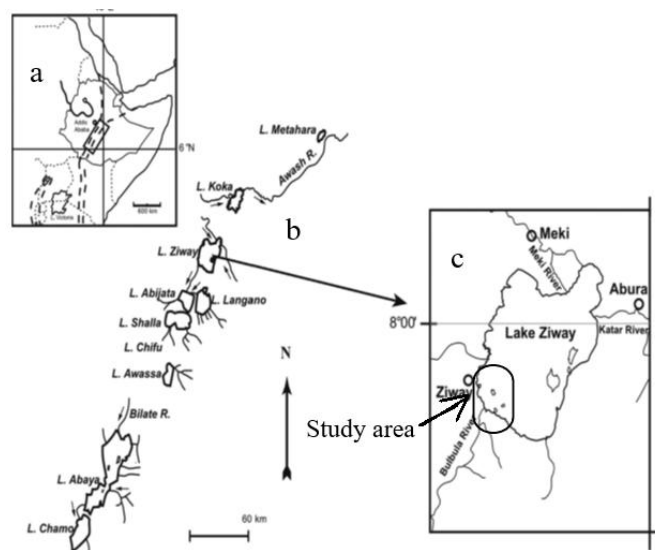 a
Addis
Ababa
6 °N
L. Victoria
600 km
L. Metahara
Awash R.
L. Koka
b
L. Ziway
L. Abijata
L. Langano
L. Shalla
L. Chifu
L. Awassa
N
Bilate R.
L. Abaya
L. Chamo
60 km
c
Meki
Meki River
Abura
8°00'
Katar River
Lake Ziway
Ziway
Study area
Bulbula River